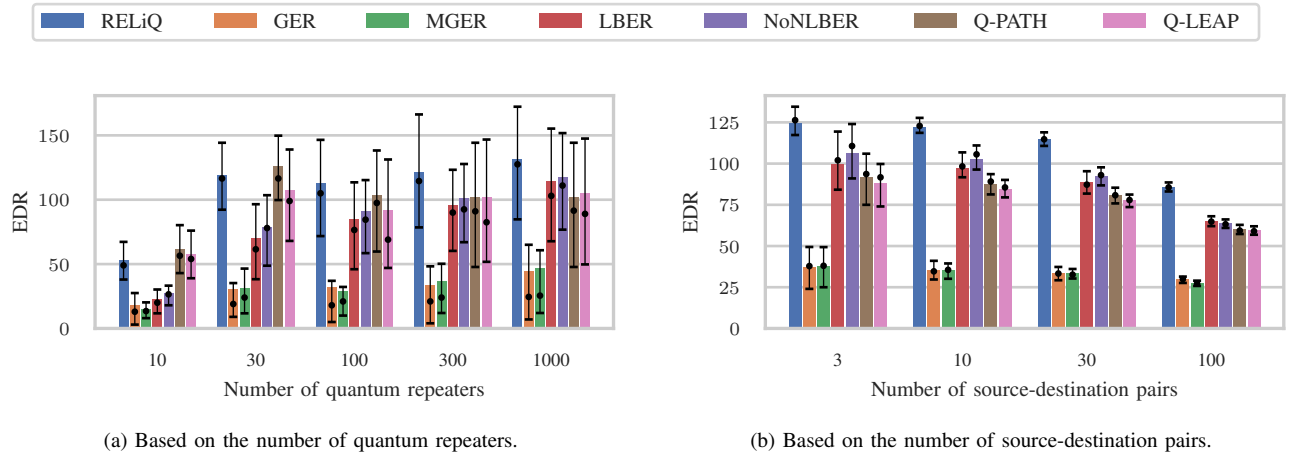 RELiQ GER MGER LBER NoNLBER Q-PATH Q-LEAP
EDR
150
100
50
0
10 30 100 300 1000
Number of quantum repeaters
(a) Based on the number of quantum repeaters.
EDR
125
100
75
50
25
0
3 10 30 100
Number of source-destination pairs
(b) Based on the number of source-destination pairs.